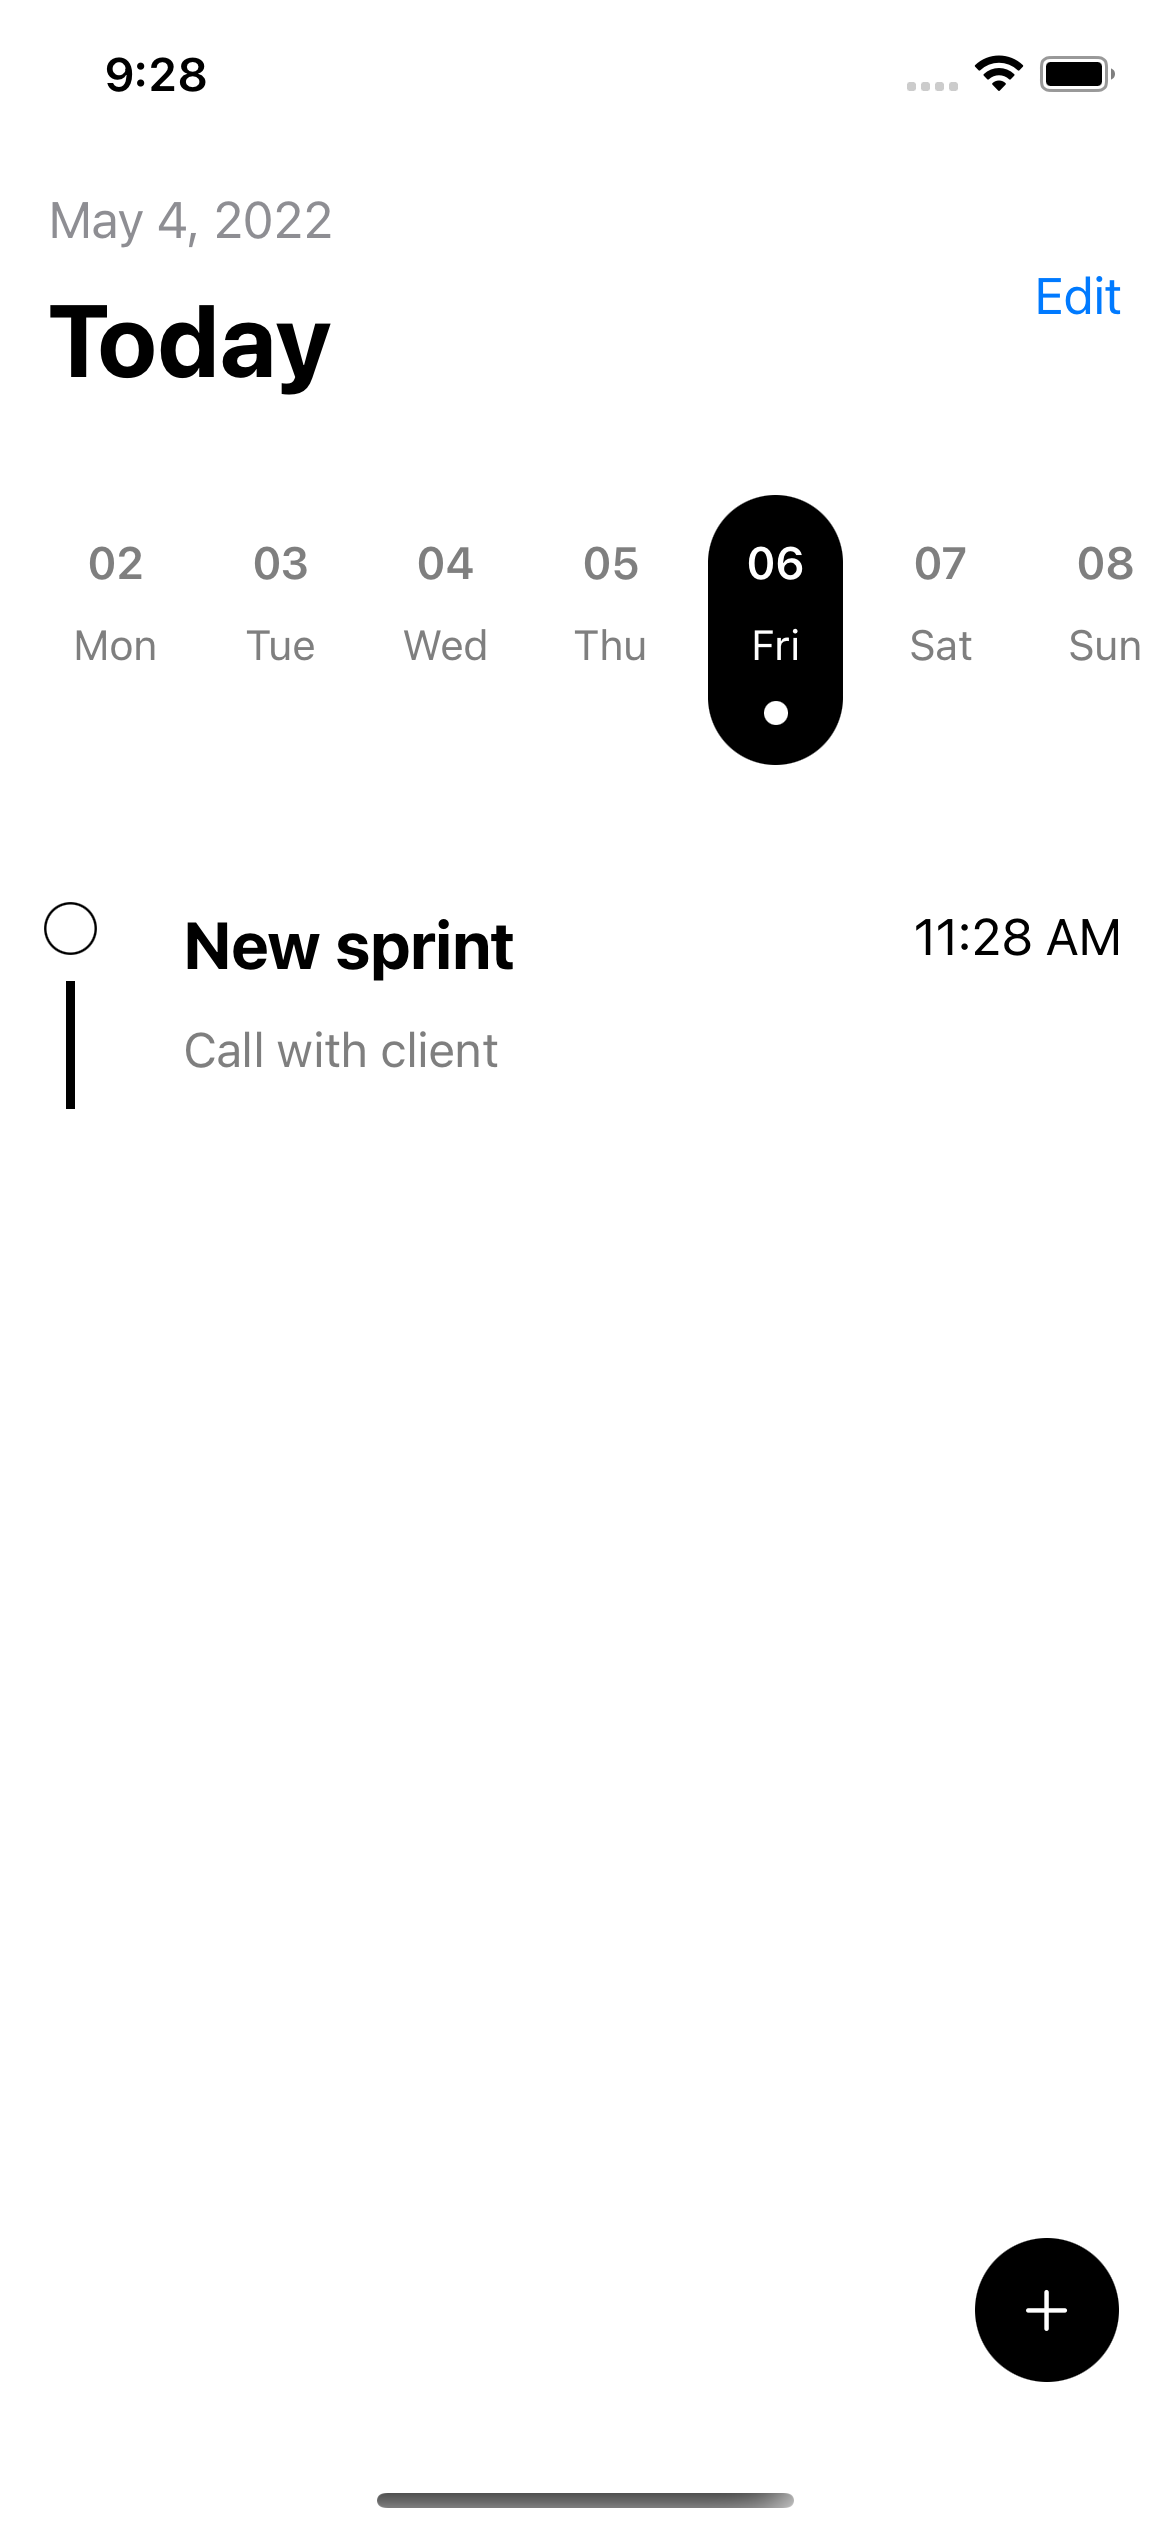 9:28
May 4, 2022
Today
Edit
02 03 04 05 06 07 08
Mon Tue Wed Thu Fri Sat Sun
New sprint 11:28 AM
Call with client